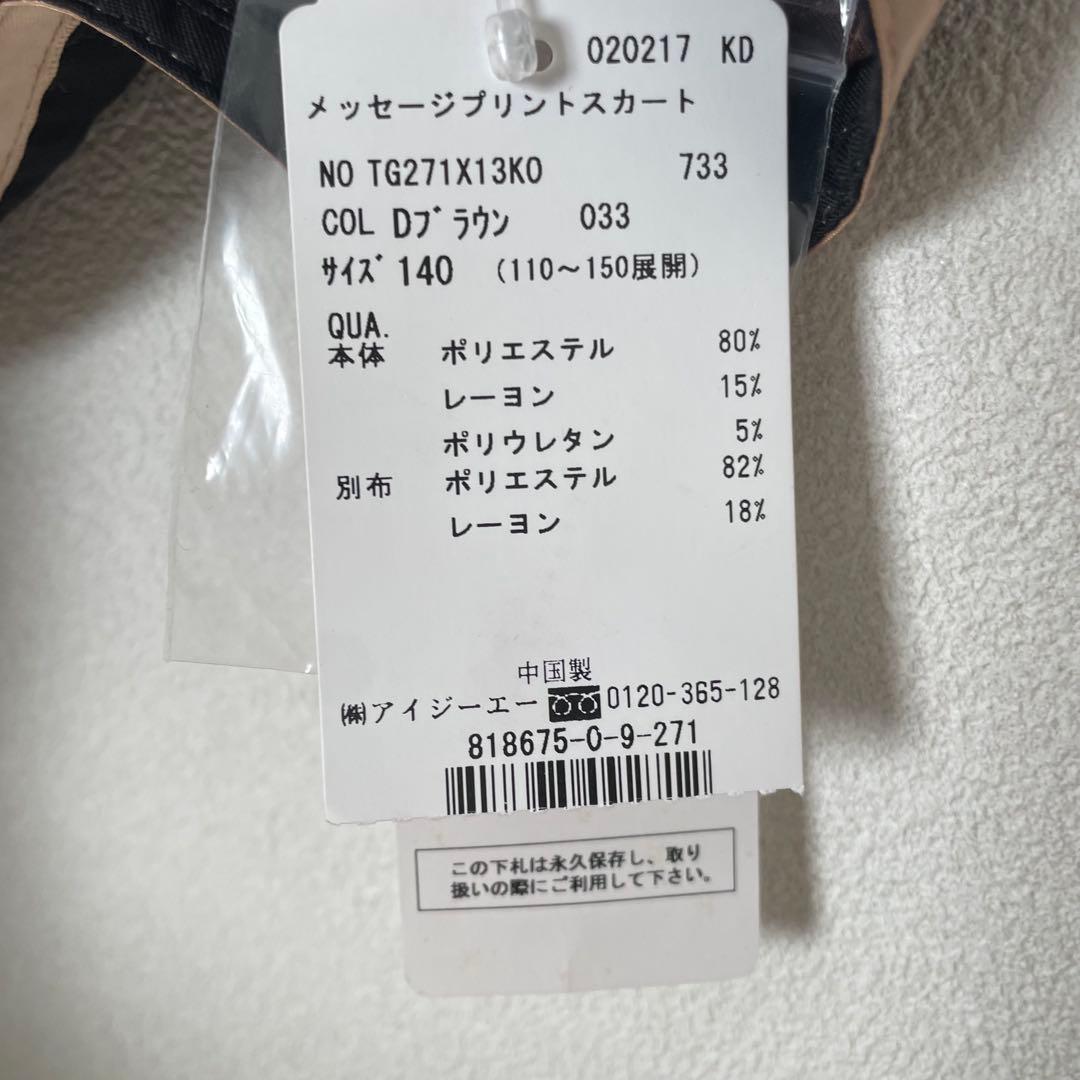 020217 KD
メッセージプリントスカート
NO TG271X13KO 733
COL Dﾌﾞﾗｳﾝ 033
ｻｲｽﾞ 140 (110～150展開)
QUA.
本体 ポリエステル 80%
レーヨン 15%
ポリウレタン 5%
別布 ポリエステル 82%
レーヨン 18%
中国製
㈱アイジーエー 0120-365-128
818675-0-9-271
この下札は永久保存し、取り
扱いの際にご利用して下さい。